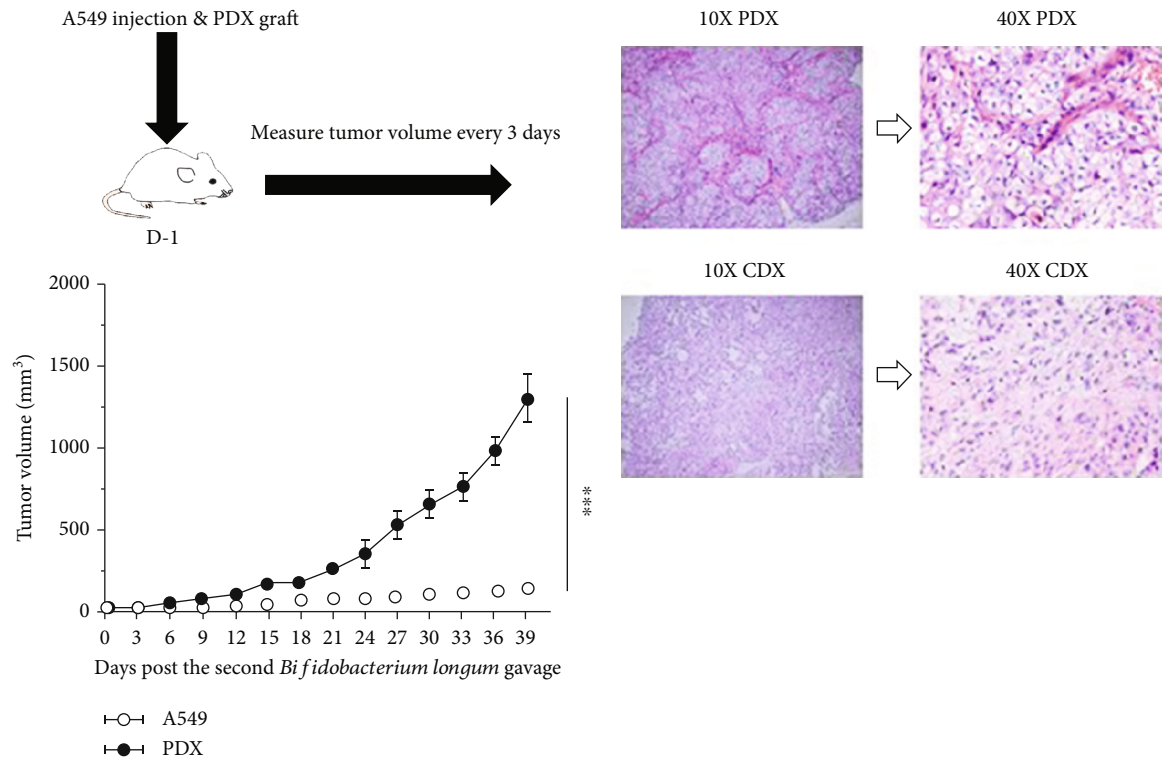 A549 injection & PDX graft
Measure tumor volume every 3 days
D-1
10X PDX
40X PDX
10X CDX
40X CDX
Tumor volume (mm³)
2000
1500
1000
500
0
0 3 6 9 12 15 18 21 24 27 30 33 36 39
Days post the second Bifidobacterium longum gavage
***
A549
PDX